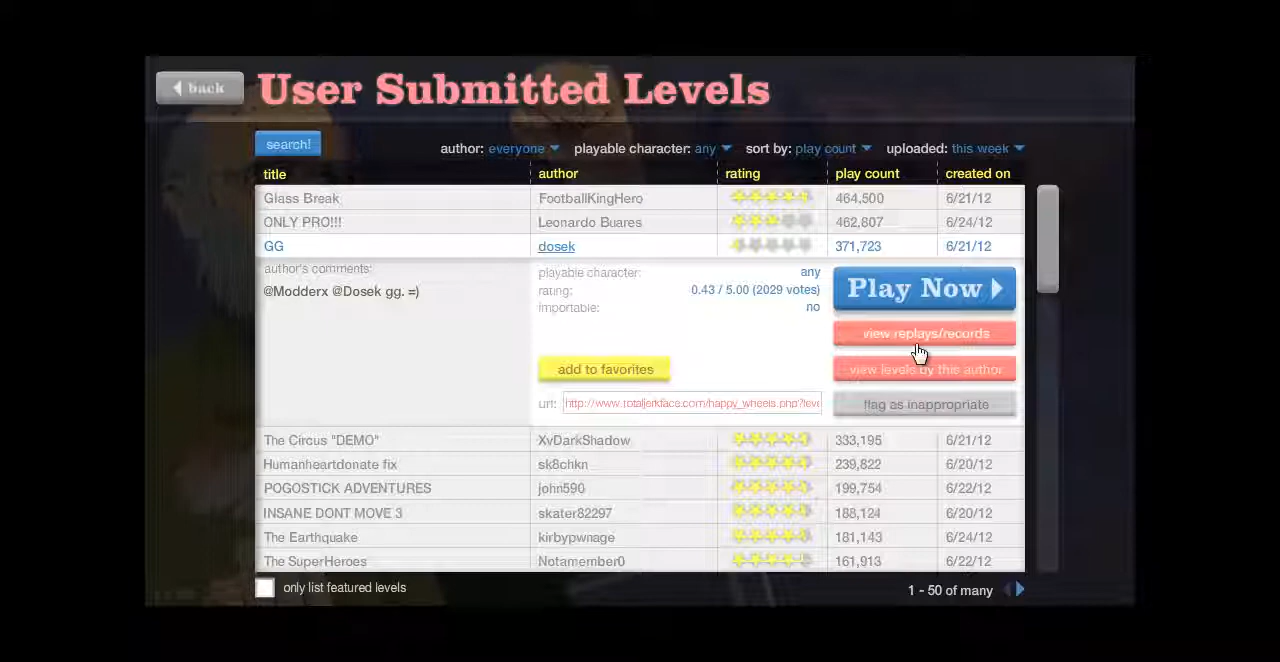 back
User Submitted Levels
search!
author: everyone playable character: any sort by: play count uploaded: this week
title author rating play count created on
Glass Break FootballKingHero 464,500 6/21/12
ONLY PRO!!! Leonardo Buares 462,807 6/24/12
GG dosek 371,723 6/21/12
author's comments:
@Modderx @Dosek gg. =)
playable character: any
rating: 0.43 / 5.00 (2029 votes)
importable: no
add to favorites
url: http://www.totaljerkface.com/happy_wheels.php?leve
Play Now
view replays/records
view levels by this author
flag as inappropriate
The Circus "DEMO" XvDarkShadow 333,195 6/21/12
Humanheartdonate fix sk8chkn 239,822 6/20/12
POGOSTICK ADVENTURES john590 199,754 6/22/12
INSANE DONT MOVE 3 skater82297 188,124 6/20/12
The Earthquake kirbypwnage 181,143 6/24/12
The SuperHeroes Notamember0 161,913 6/22/12
only list featured levels
1 - 50 of many